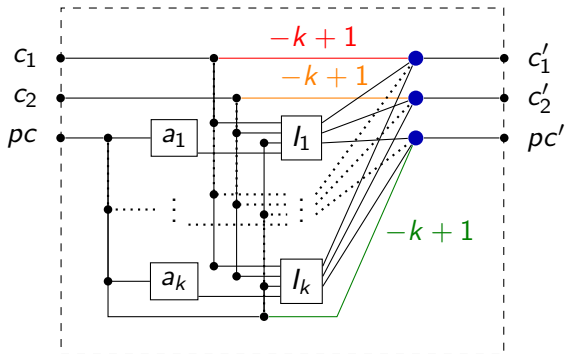 −k + 1
c₁ c′₁
−k + 1
c₂ c′₂
pc a₁ I₁ pc′
⋮ ⋮
−k + 1
aₖ Iₖ